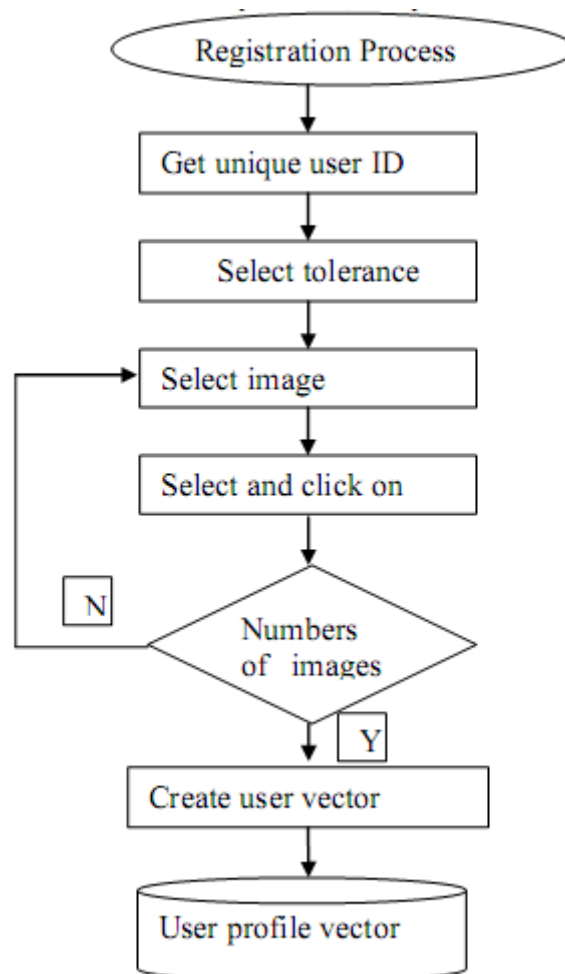 Registration Process
Get unique user ID
Select tolerance
Select image
Select and click on
N
Numbers
of images
Y
Create user vector
User profile vector